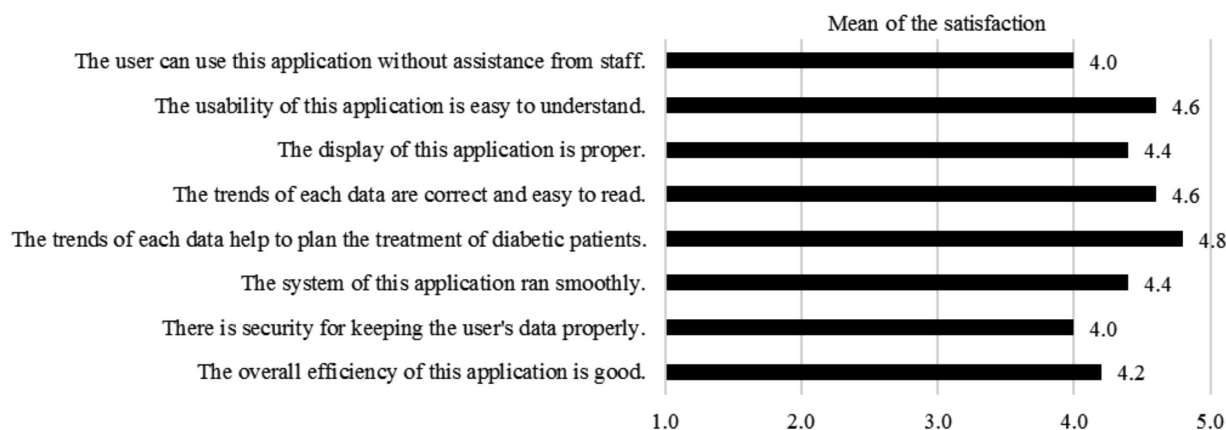 Mean of the satisfaction
The user can use this application without assistance from staff. 4.0
The usability of this application is easy to understand. 4.6
The display of this application is proper. 4.4
The trends of each data are correct and easy to read. 4.6
The trends of each data help to plan the treatment of diabetic patients. 4.8
The system of this application ran smoothly. 4.4
There is security for keeping the user's data properly. 4.0
The overall efficiency of this application is good. 4.2
1.0 2.0 3.0 4.0 5.0